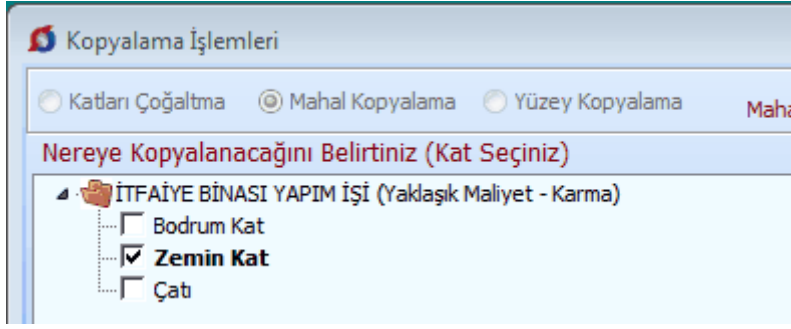 Kopyalama İşlemleri
Katları Çoğaltma Mahal Kopyalama Yüzey Kopyalama
Nereye Kopyalanacağını Belirtiniz (Kat Seçiniz)
İTFAİYE BİNASI YAPIM İŞİ (Yaklaşık Maliyet - Karma)
Bodrum Kat
Zemin Kat
Çatı